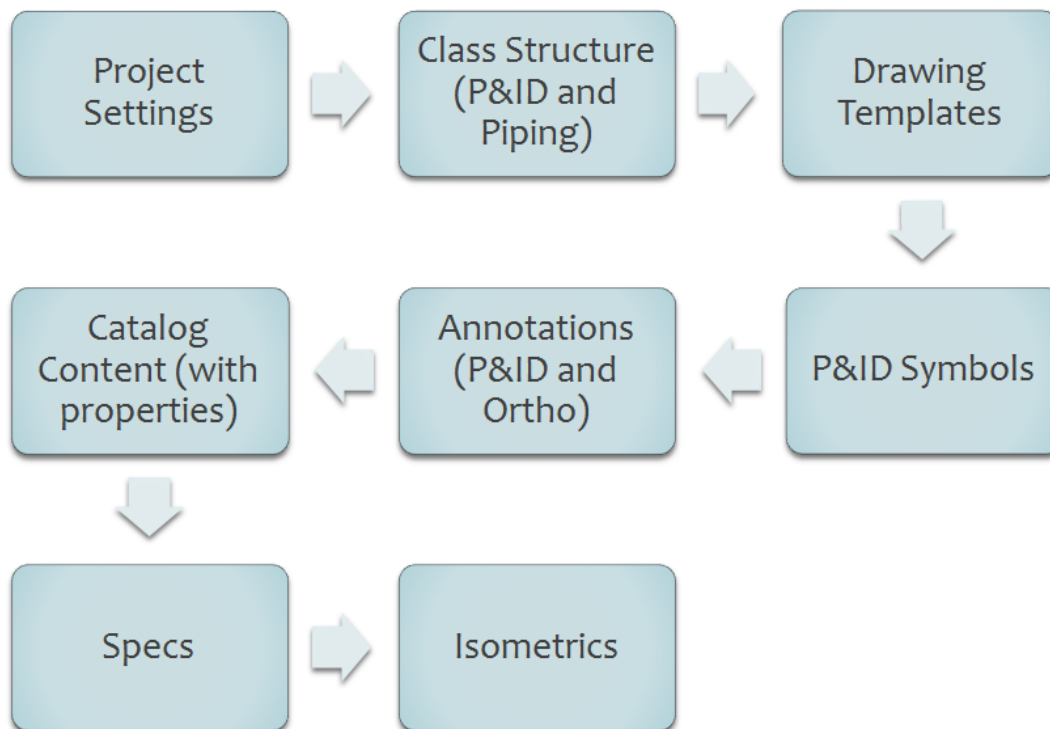 Project
Settings
Class Structure
(P&ID and
Piping)
Drawing
Templates
P&ID Symbols
Annotations
(P&ID and
Ortho)
Catalog
Content (with
properties)
Specs
Isometrics